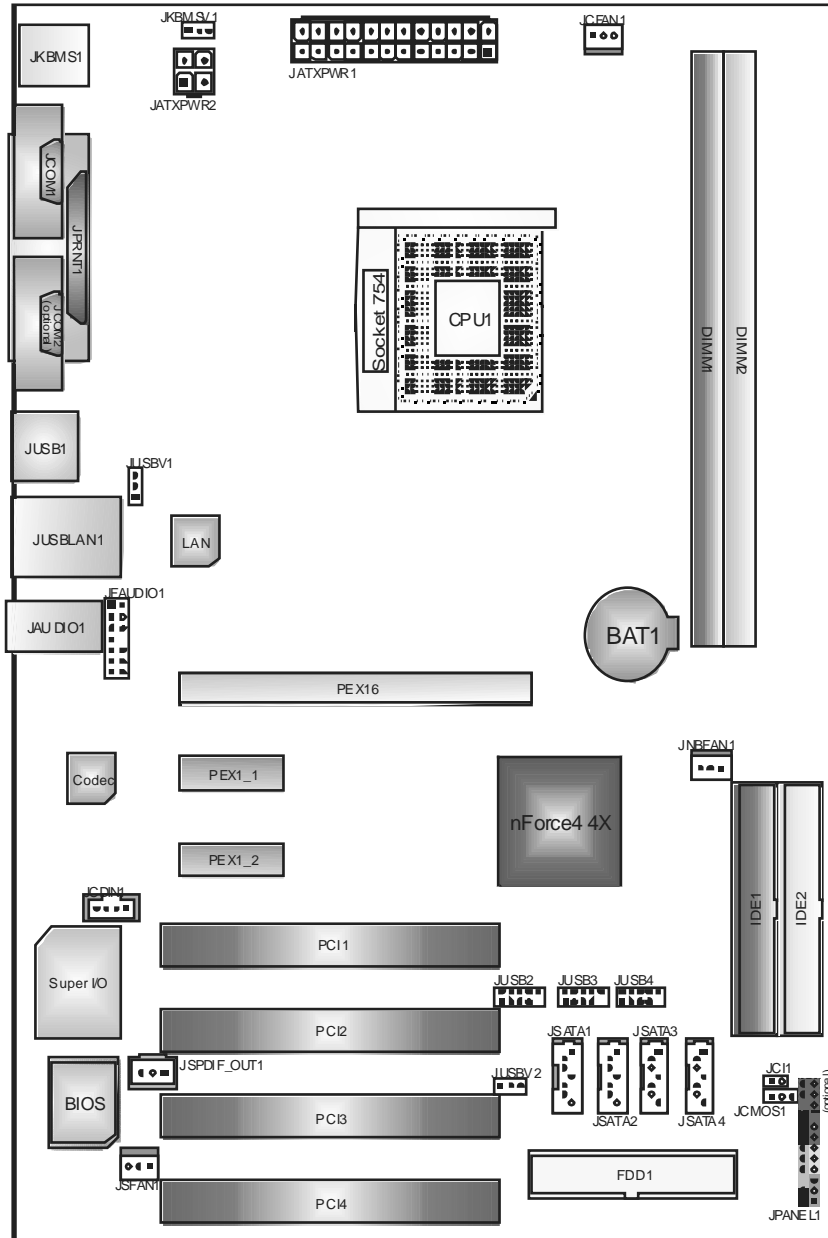 JKBMSV1
JCFAN1
JKBMS1
JATXPWR1
JATXPWR2
JCOM1
JPRNT1
JCOM2
(optional)
Socket 754
CPU1
DIMM1
DIMM2
JUSB1
JUSBV1
JUSBLAN1
LAN
JFAUDIO1
JAUDIO1
BAT1
PEX16
JNBFAN1
Codec
PEX1_1
nForce4 4X
PEX1_2
IDE1
IDE2
JCDIN1
PCI1
Super I/O
JUSB2
JUSB3
JUSB4
PCI2
JSATA1
JSATA3
JSPDIF_OUT1
JUSBV2
JCI1
(optional)
BIOS
PCI3
JCMOS1
JSATA2
JSATA4
FDD1
JSFAN1
PCI4
JPANEL1